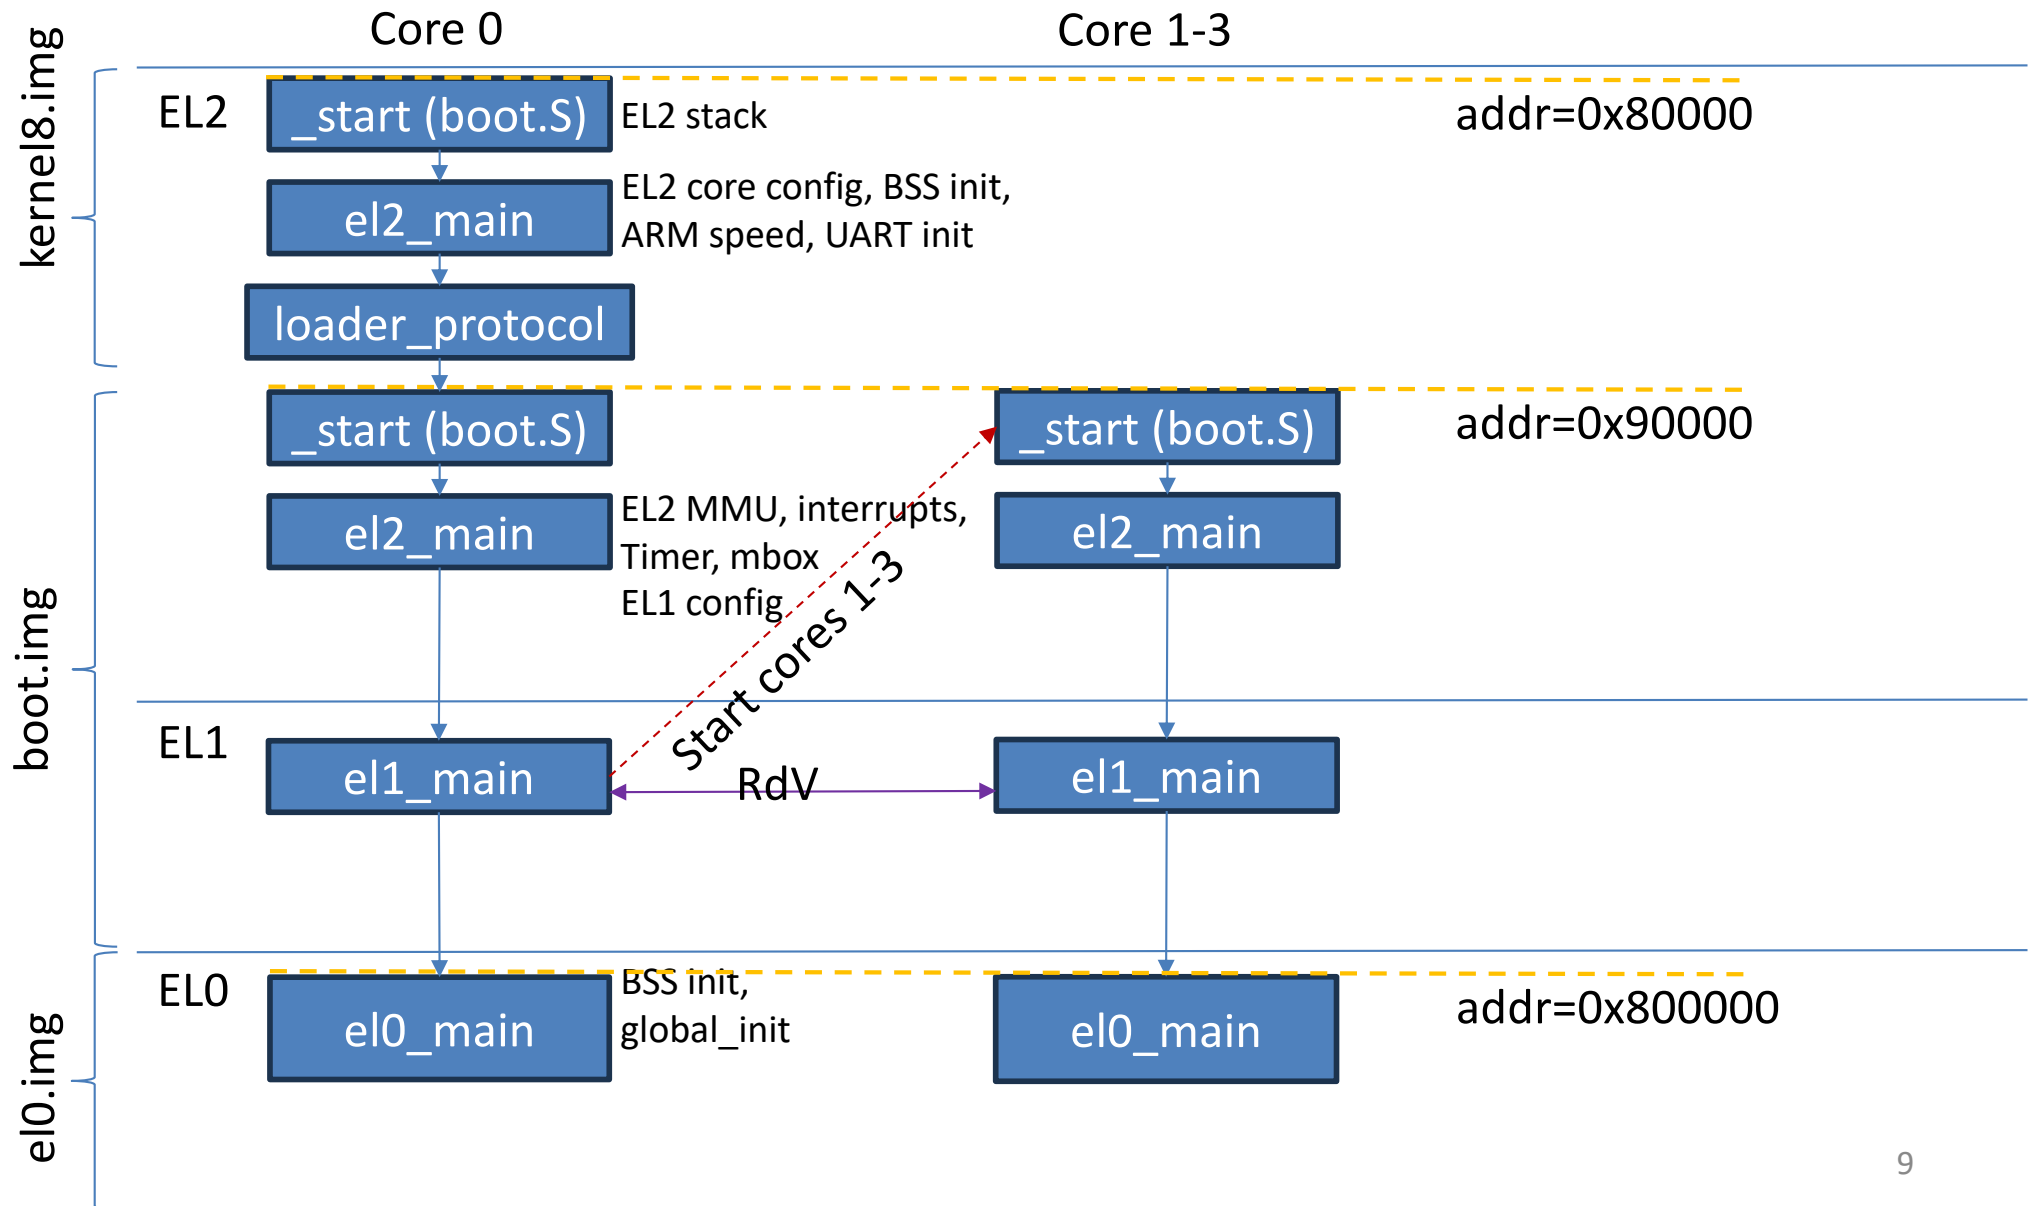 Core 0
Core 1-3
kernel8.img
EL2
_start (boot.S)
EL2 stack
addr=0x80000
el2_main
EL2 core config, BSS init,
ARM speed, UART init
loader_protocol
boot.img
_start (boot.S)
_start (boot.S)
addr=0x90000
el2_main
EL2 MMU, interrupts,
Timer, mbox
EL1 config
el2_main
Start cores 1-3
EL1
el1_main
RdV
el1_main
el0.img
EL0
el0_main
BSS init,
global_init
el0_main
addr=0x800000
9